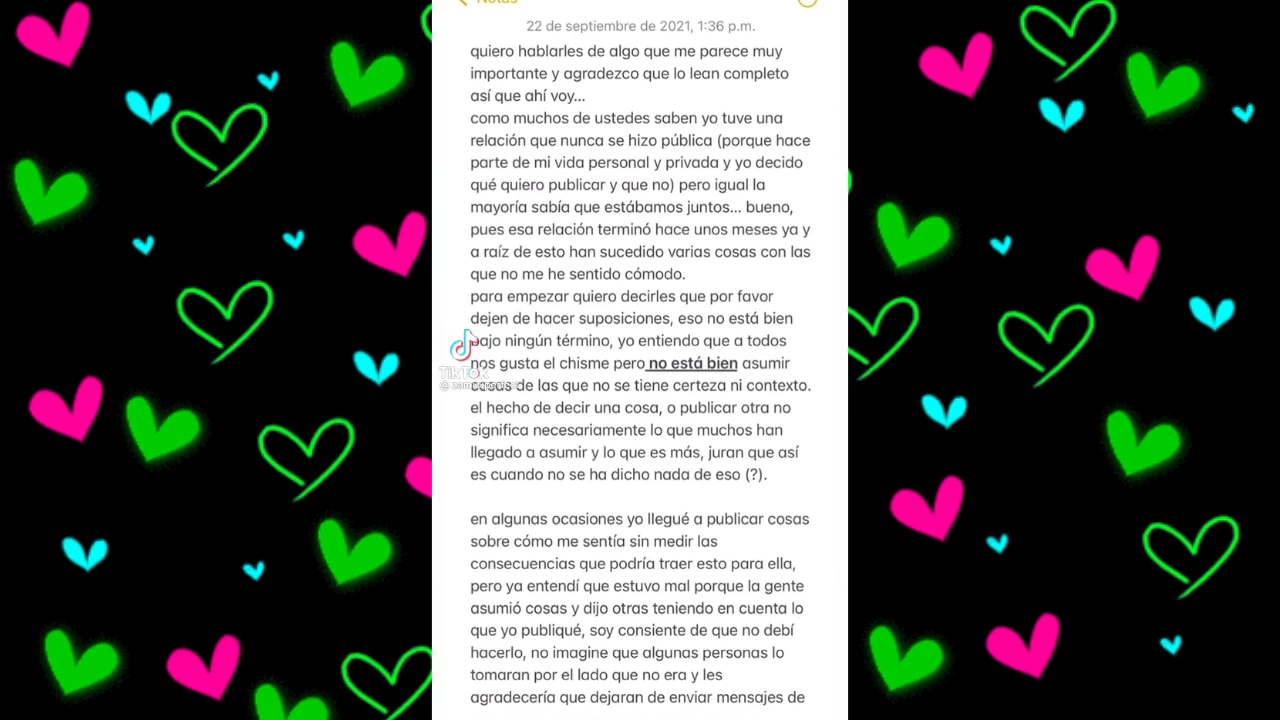 Notas
22 de septiembre de 2021, 1:36 p.m.
quiero hablarles de algo que me parece muy
importante y agradezco que lo lean completo
así que ahí voy...
como muchos de ustedes saben yo tuve una
relación que nunca se hizo pública (porque hace
parte de mi vida personal y privada y yo decido
qué quiero publicar y que no) pero igual la
mayoría sabía que estábamos juntos... bueno,
pues esa relación terminó hace unos meses ya y
a raíz de esto han sucedido varias cosas con las
que no me he sentido cómodo.
para empezar quiero decirles que por favor
dejen de hacer suposiciones, eso no está bien
bajo ningún término, yo entiendo que a todos
nos gusta el chisme pero no está bien asumir
cosas de las que no se tiene certeza ni contexto.
el hecho de decir una cosa, o publicar otra no
significa necesariamente lo que muchos han
llegado a asumir y lo que es más, juran que así
es cuando no se ha dicho nada de eso (?).
en algunas ocasiones yo llegué a publicar cosas
sobre cómo me sentía sin medir las
consecuencias que podría traer esto para ella,
pero ya entendí que estuvo mal porque la gente
asumió cosas y dijo otras teniendo en cuenta lo
que yo publiqué, soy consiente de que no debí
hacerlo, no imagine que algunas personas lo
tomaran por el lado que no era y les
agradecería que dejaran de enviar mensajes de
TikTok